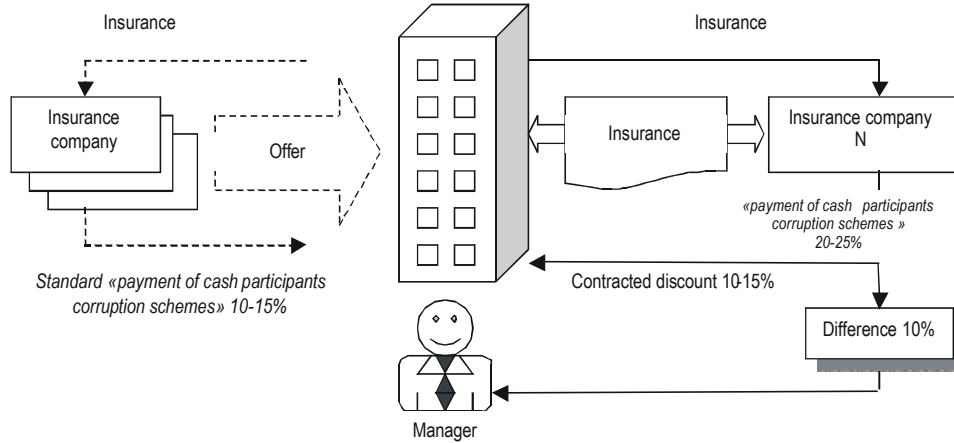 Insurance
Insurance
Insurance
company
Offer
Insurance
Insurance company
N
«payment of cash participants
corruption schemes »
20-25%
Standard «payment of cash participants
corruption schemes» 10-15%
Contracted discount 10-15%
Difference 10%
Manager